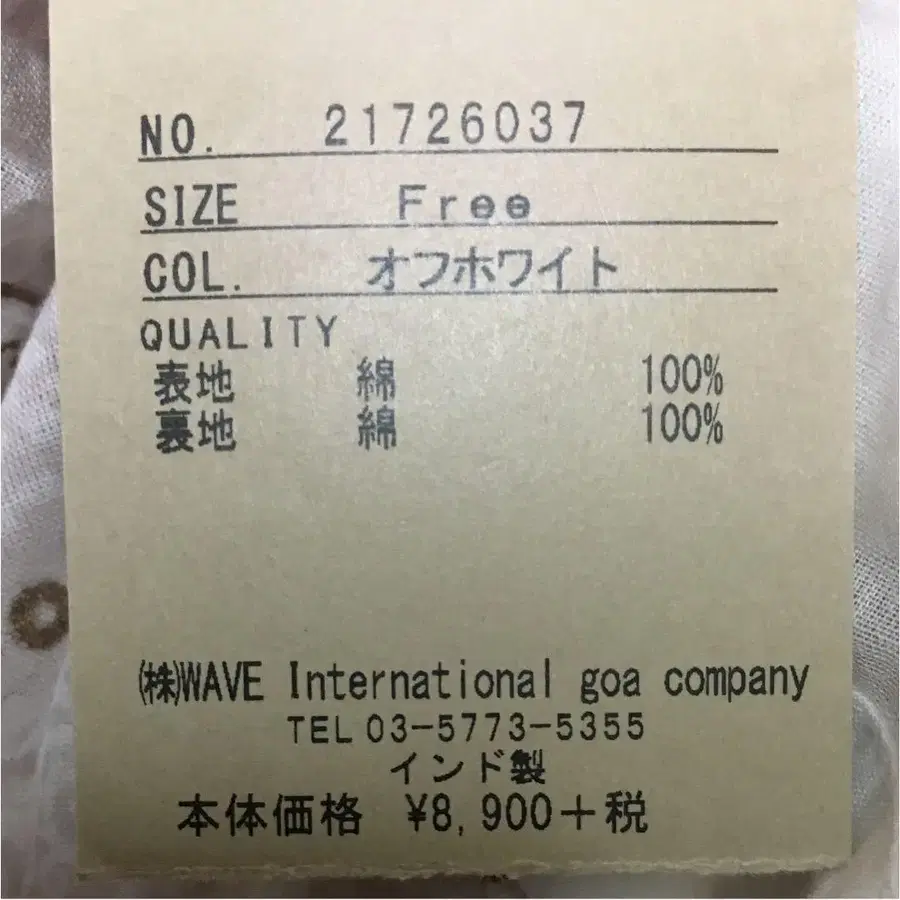 NO. 21726037
SIZE Free
COL. オフホワイト
QUALITY
表地 綿 100%
裏地 綿 100%
㈱WAVE International goa company
TEL 03-5773-5355
インド製
本体価格 ¥8,900+税